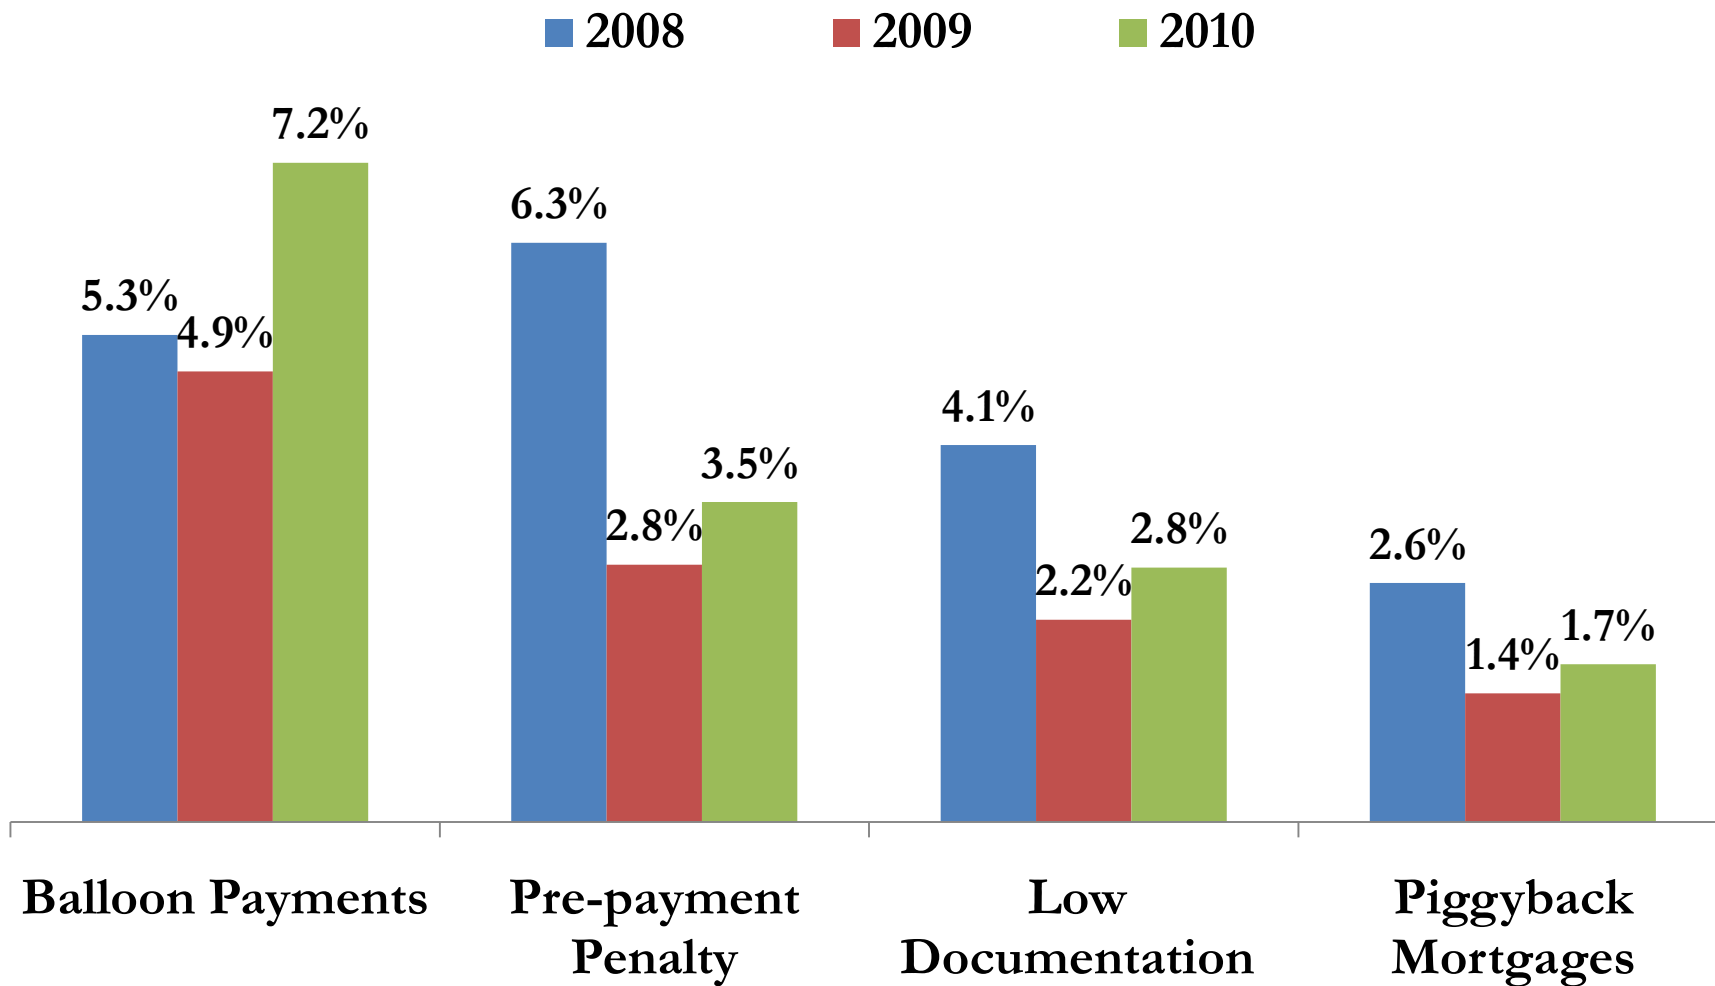 2008 2009 2010
7.2%
6.3%
5.3%
4.9%
4.1%
3.5%
2.8%
2.8%
2.6%
2.2%
1.7%
1.4%
Balloon Payments
Pre-payment
Penalty
Low
Documentation
Piggyback
Mortgages